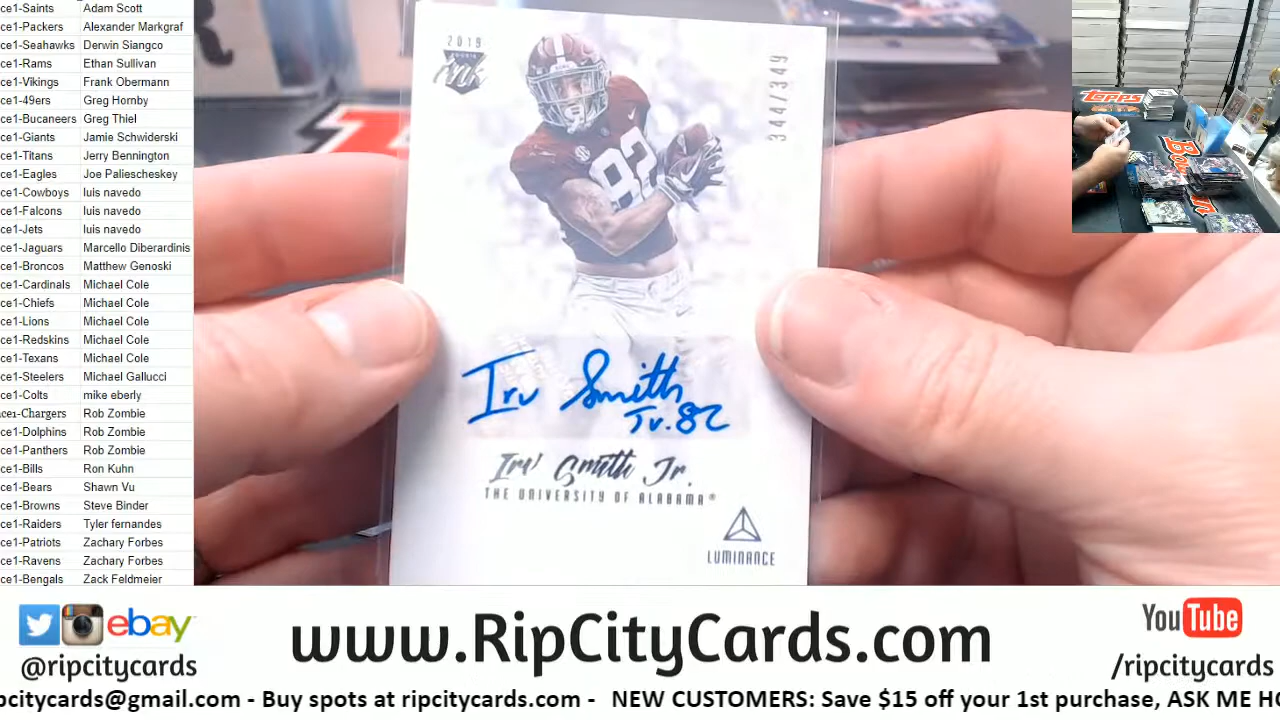 ce1-Saints Adam Scott
ce1-Packers Alexander Markgraf
ce1-Seahawks Derwin Siangco
ce1-Rams Ethan Sullivan
ce1-Vikings Frank Obermann
ce1-49ers Greg Hornby
ce1-Bucaneers Greg Thiel
ce1-Giants Jamie Schwiderski
ce1-Titans Jerry Bennington
ce1-Eagles Joe Paliescheskey
ce1-Cowboys luis navedo
ce1-Falcons luis navedo
ce1-Jets luis navedo
ce1-Jaguars Marcello Diberardinis
ce1-Broncos Matthew Genoski
ce1-Cardinals Michael Cole
ce1-Chiefs Michael Cole
ce1-Lions Michael Cole
ce1-Redskins Michael Cole
ce1-Texans Michael Cole
ce1-Steelers Michael Gallucci
ce1-Colts mike eberly
ace1-Chargers Rob Zombie
ce1-Dolphins Rob Zombie
ce1-Panthers Rob Zombie
ce1-Bills Ron Kuhn
ce1-Bears Shawn Vu
ce1-Browns Steve Binder
ce1-Raiders Tyler fernandes
ce1-Patriots Zachary Forbes
ce1-Ravens Zachary Forbes
ce1-Bengals Zack Feldmeier
2019
ROOKIE
Ink
344/349
82
Irv Smith
Jr. 82
Irv Smith Jr.
THE UNIVERSITY OF ALABAMA®
LUMINANCE
Topps
ebay
@ripcitycards
www.RipCityCards.com
YouTube
/ripcitycards
pcitycards@gmail.com - Buy spots at ripcitycards.com - NEW CUSTOMERS: Save $15 off your 1st purchase, ASK ME HO